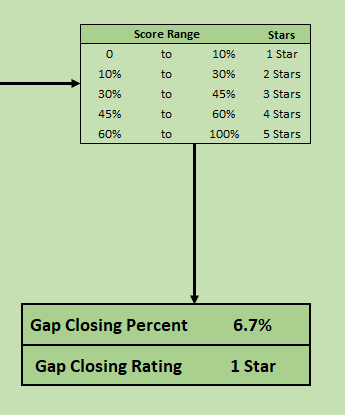 Score Range Stars
0 to 10% 1 Star
10% to 30% 2 Stars
30% to 45% 3 Stars
45% to 60% 4 Stars
60% to 100% 5 Stars
Gap Closing Percent 6.7%
Gap Closing Rating 1 Star